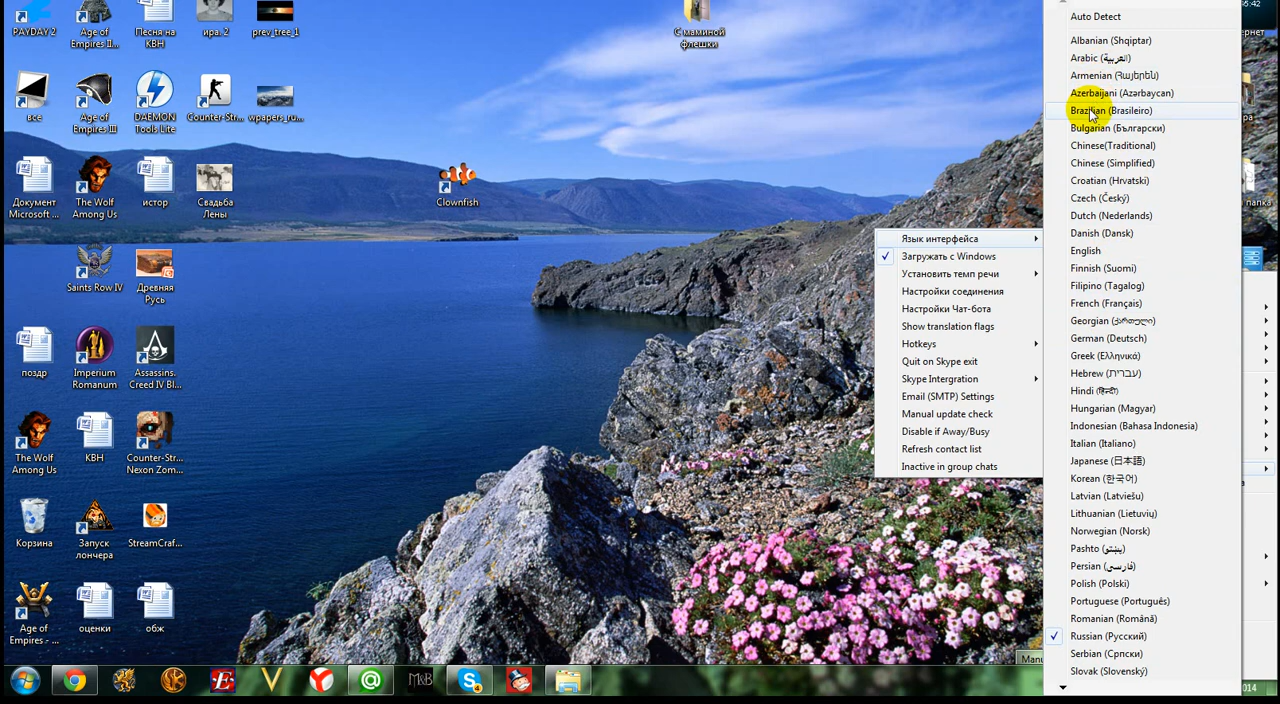 PAYDAY 2
Age of
Empires II...
Песня на
КВН
ира. 2
prev_tree_1
С маминой
флешки
все
Age of
Empires III
DAEMON
Tools Lite
Counter-Str...
wpapers_ru...
Документ
Microsoft ...
The Wolf
Among Us
истор
Свадьба
Лены
Clownfish
Saints Row IV
Древняя
Русь
поздр
Imperium
Romanum
Assassins.
Creed IV Bl...
The Wolf
Among Us
КВН
Counter-Str...
Nexon Zom...
Корзина
Запуск
лончера
StreamCraf...
Age of
Empires - ...
оценки
обж
Язык интерфейса
Загружать с Windows
Установить темп речи
Настройки соединения
Настройки Чат-бота
Show translation flags
Hotkeys
Quit on Skype exit
Skype Intergration
Email (SMTP) Settings
Manual update check
Disable if Away/Busy
Refresh contact list
Inactive in group chats
Auto Detect
Albanian (Shqiptar)
Arabic (العربية)
Armenian (Հայերեն)
Azerbaijani (Azərbaycan)
Brazilian (Brasileiro)
Bulgarian (Български)
Chinese(Traditional)
Chinese (Simplified)
Croatian (Hrvatski)
Czech (Český)
Dutch (Nederlands)
Danish (Dansk)
English
Finnish (Suomi)
Filipino (Tagalog)
French (Français)
Georgian (ქართული)
German (Deutsch)
Greek (Ελληνικά)
Hebrew (עברית)
Hindi (हिन्दी)
Hungarian (Magyar)
Indonesian (Bahasa Indonesia)
Italian (Italiano)
Japanese (日本語)
Korean (한국어)
Latvian (Latviešu)
Lithuanian (Lietuvių)
Norwegian (Norsk)
Pashto (پښتو)
Persian (فارسی)
Polish (Polski)
Portuguese (Português)
Romanian (Română)
Russian (Русский)
Serbian (Српски)
Slovak (Slovenský)
M&B